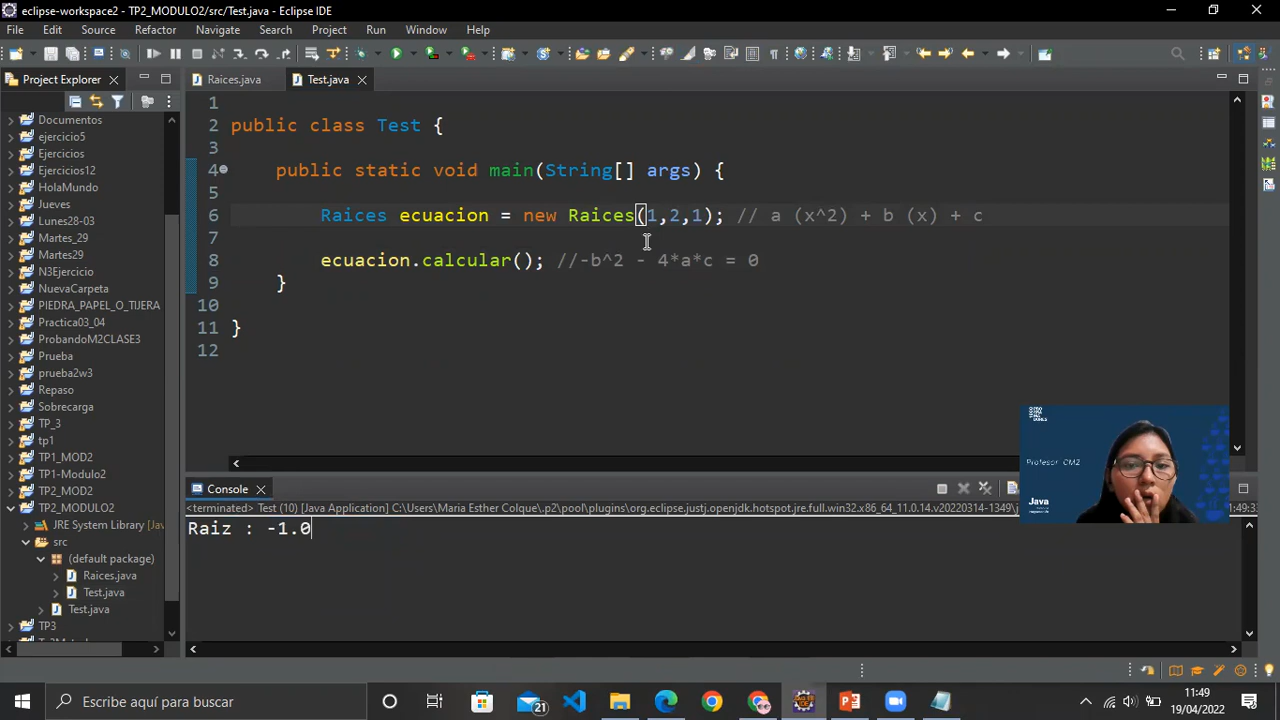 eclipse-workspace2 - TP2_MODULO2/src/Test.java - Eclipse IDE
File Edit Source Refactor Navigate Search Project Run Window Help
Project Explorer
Raices.java
Test.java
Documentos
ejercicio5
Ejercicios
Ejercicios12
HolaMundo
Jueves
Lunes28-03
Martes_29
Martes29
N3Ejercicio
NuevaCarpeta
PIEDRA_PAPEL_O_TIJERA
Practica03_04
ProbandoM2CLASE3
Prueba
prueba2w3
Repaso
Sobrecarga
TP_3
tp1
TP1_MOD2
TP1-Modulo2
TP2_MOD2
TP2_MODULO2
JRE System Library [Jav
src
(default package)
Raices.java
Test.java
Test.java
TP3
1
2 public class Test {
3
4 public static void main(String[] args) {
5
6 Raices ecuacion = new Raices(1,2,1); // a (x^2) + b (x) + c
7
8 ecuacion.calcular(); //-b^2 - 4*a*c = 0
9 }
10
11 }
12
Profesor CM2
Java
Console
<terminated> Test (10) [Java Application] C:\Users\Maria Esther Colque\.p2\pool\plugins\org.eclipse.justj.openjdk.hotspot.jre.full.win32.x86_64_11.0.14.v20220314-1349\j
Raiz : -1.0
Escribe aquí para buscar
21
11:49
19/04/2022